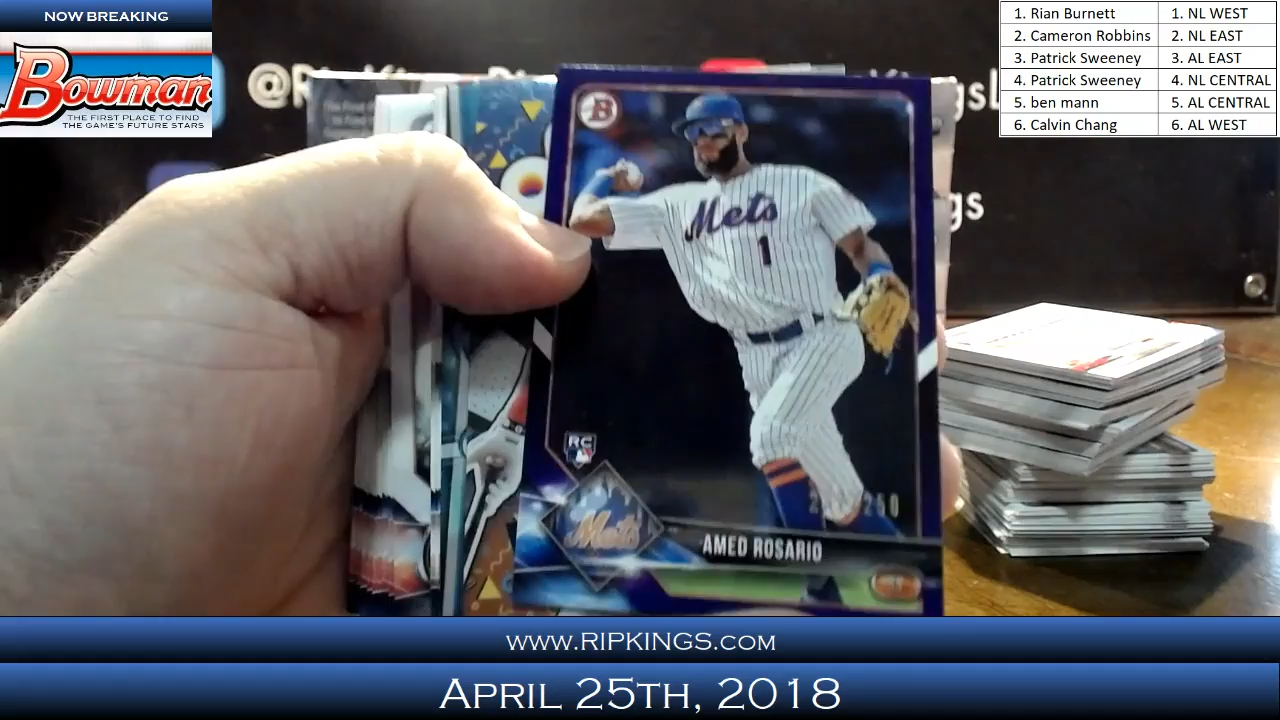 NOW BREAKING
Bowman
THE FIRST PLACE TO FIND
THE GAME'S FUTURE STARS
1. Rian Burnett 1. NL WEST
2. Cameron Robbins 2. NL EAST
3. Patrick Sweeney 3. AL EAST
4. Patrick Sweeney 4. NL CENTRAL
5. ben mann 5. AL CENTRAL
6. Calvin Chang 6. AL WEST
B
Mets
1
RC
Mets
AMED ROSARIO
WWW.RIPKINGS.COM
APRIL 25TH, 2018